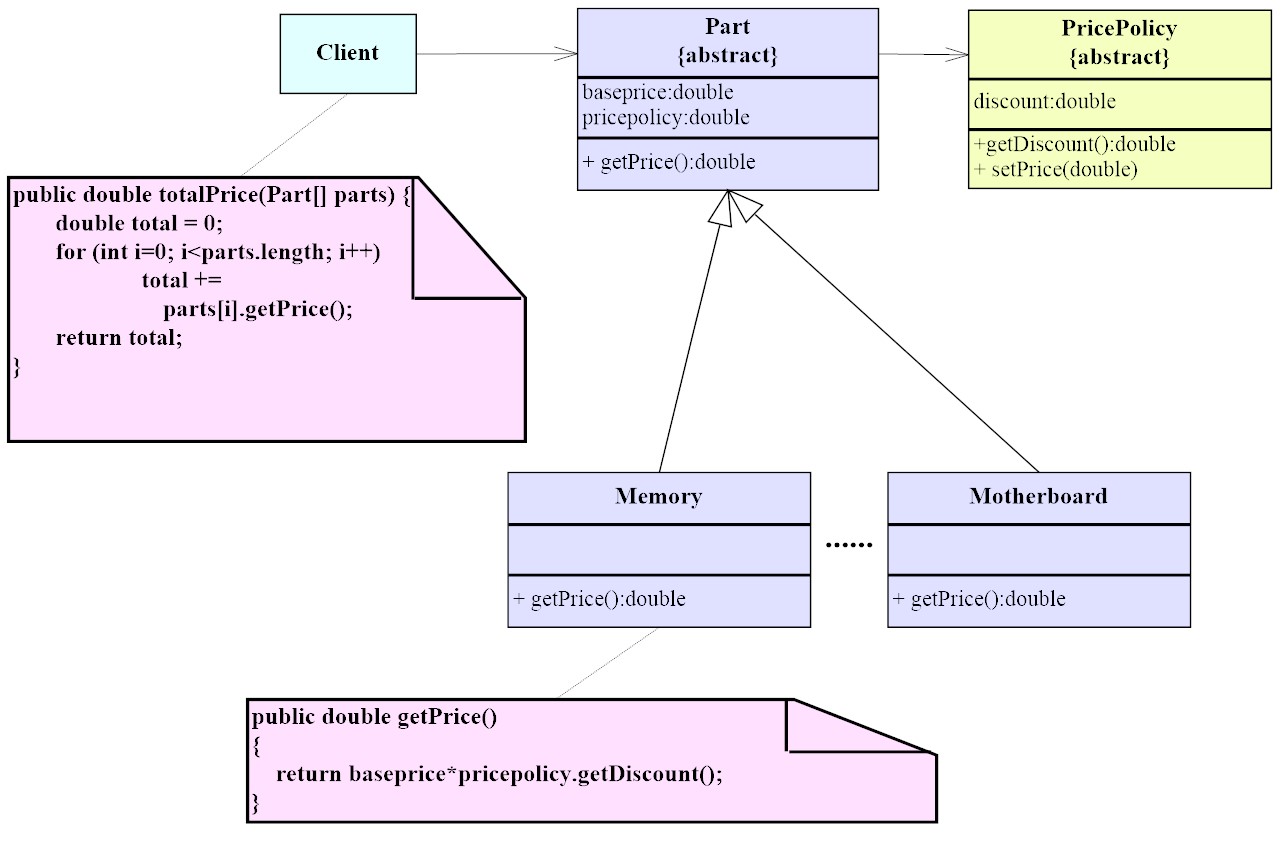 Client
Part
{abstract}
baseprice:double
pricepolicy:double
+ getPrice():double
PricePolicy
{abstract}
discount:double
+getDiscount():double
+ setPrice(double)
public double totalPrice(Part[] parts) {
double total = 0;
for (int i=0; i<parts.length; i++)
total +=
parts[i].getPrice();
return total;
}
Memory
+ getPrice():double
......
Motherboard
+ getPrice():double
public double getPrice()
{
return baseprice*pricepolicy.getDiscount();
}